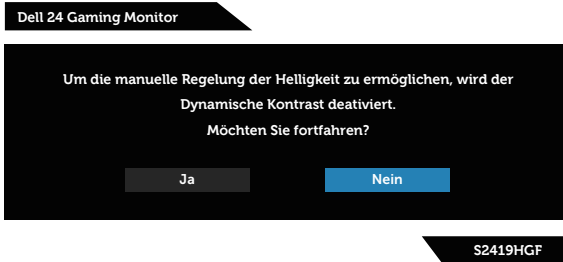 Dell 24 Gaming Monitor
Um die manuelle Regelung der Helligkeit zu ermöglichen, wird der
Dynamische Kontrast deativiert.
Möchten Sie fortfahren?
Ja
Nein
S2419HGF